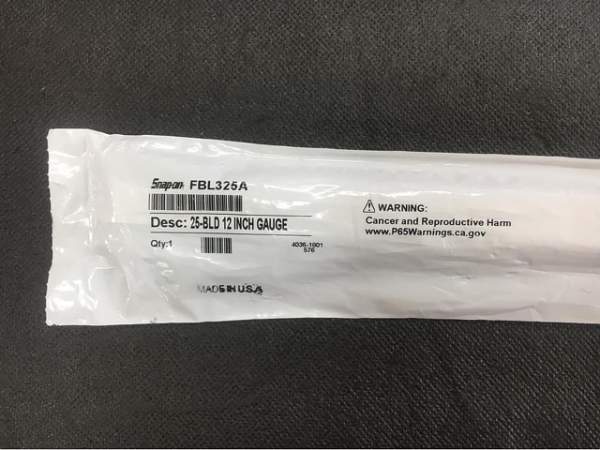 Snap-on FBL325A
Desc: 25-BLD 12 INCH GAUGE
Qty:1
4036-1001
576
MADE IN U.S.A
⚠ WARNING:
Cancer and Reproductive Harm
www.P65Warnings.ca.gov